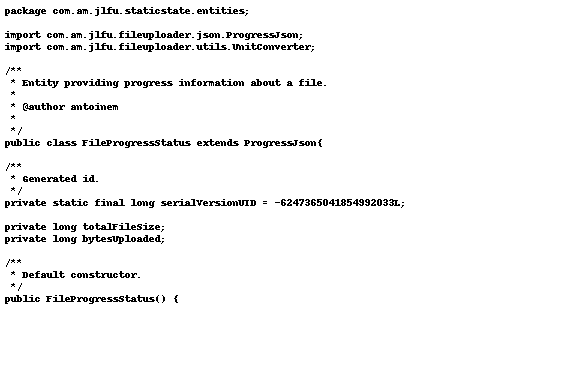 package com.am.jlfu.staticstate.entities;
import com.am.jlfu.fileuploader.json.ProgressJson;
import com.am.jlfu.fileuploader.utils.UnitConverter;
/**
* Entity providing progress information about a file.
*
* @author antoinem
*
*/
public class FileProgressStatus extends ProgressJson{
/**
* Generated id.
*/
private static final long serialVersionUID = -6247365041854992033L;
private long totalFileSize;
private long bytesUploaded;
/**
* Default constructor.
*/
public FileProgressStatus() {